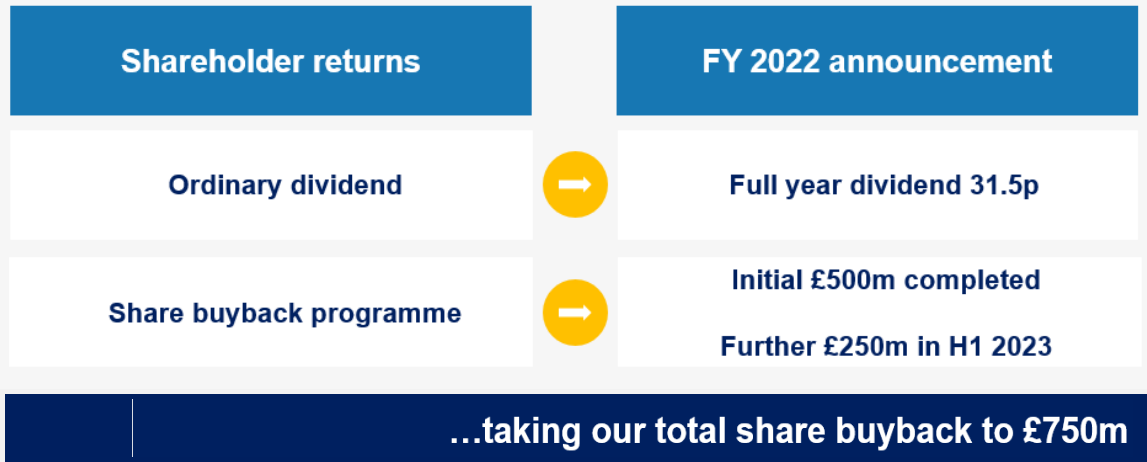 Shareholder returns
FY 2022 announcement
Ordinary dividend
Full year dividend 31.5p
Share buyback programme
Initial £500m completed
Further £250m in H1 2023
…taking our total share buyback to £750m